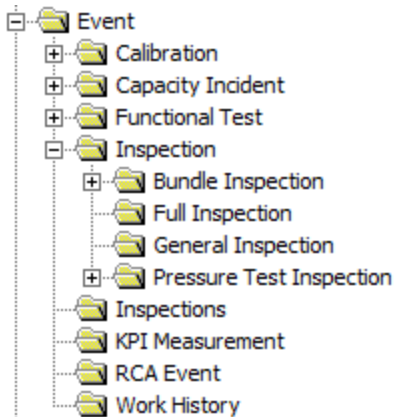 Event
Calibration
Capacity Incident
Functional Test
Inspection
Bundle Inspection
Full Inspection
General Inspection
Pressure Test Inspection
Inspections
KPI Measurement
RCA Event
Work History